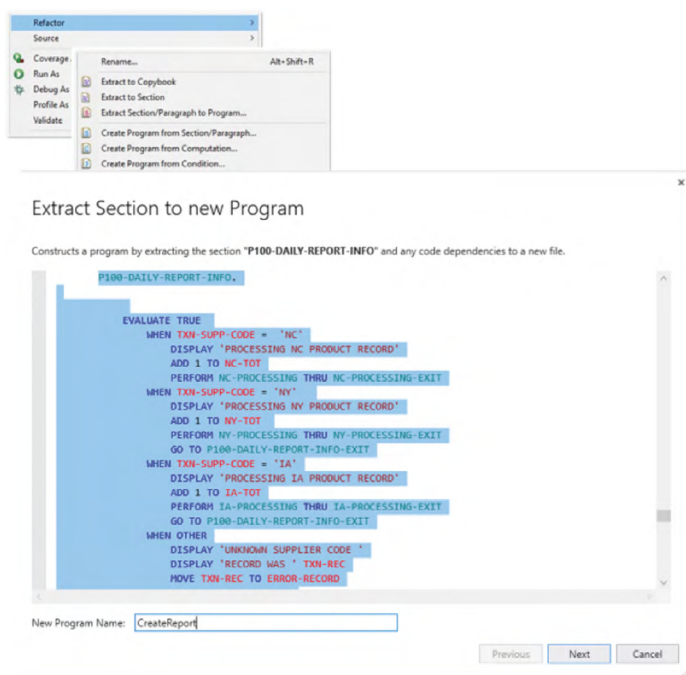 Refactor >
Source >
Coverage
Run As
Debug As
Profile As
Validate
Rename... Alt+Shift+R
Extract to Copybook
Extract to Section
Extract Section/Paragraph to Program...
Create Program from Section/Paragraph...
Create Program from Computation...
Create Program from Condition...
Extract Section to new Program
Constructs a program by extracting the section "P100-DAILY-REPORT-INFO" and any code dependencies to a new file.
P100-DAILY-REPORT-INFO.
EVALUATE TRUE
WHEN TXN-SUPP-CODE = 'NC'
DISPLAY 'PROCESSING NC PRODUCT RECORD'
ADD 1 TO NC-TOT
PERFORM NC-PROCESSING THRU NC-PROCESSING-EXIT
WHEN TXN-SUPP-CODE = 'NY'
DISPLAY 'PROCESSING NY PRODUCT RECORD'
ADD 1 TO NY-TOT
PERFORM NY-PROCESSING THRU NY-PROCESSING-EXIT
GO TO P100-DAILY-REPORT-INFO-EXIT
WHEN TXN-SUPP-CODE = 'IA'
DISPLAY 'PROCESSING IA PRODUCT RECORD'
ADD 1 TO IA-TOT
PERFORM IA-PROCESSING THRU IA-PROCESSING-EXIT
GO TO P100-DAILY-REPORT-INFO-EXIT
WHEN OTHER
DISPLAY 'UNKNOWN SUPPLIER CODE '
DISPLAY 'RECORD WAS ' TXN-REC
MOVE TXN-REC TO ERROR-RECORD
New Program Name: CreateReport
Previous Next Cancel